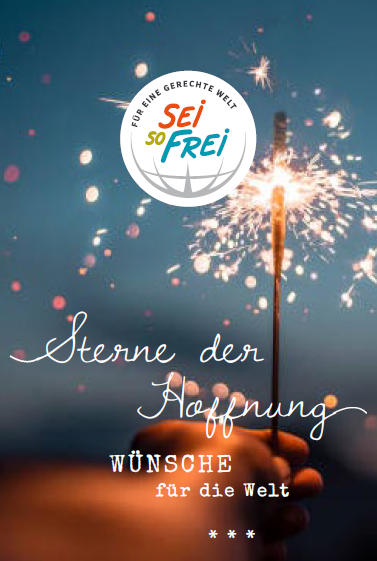 FÜR EINE GERECHTE WELT
SEi
SO FREi
Sterne der
Hoffnung
WÜNSCHE
für die Welt
* * *